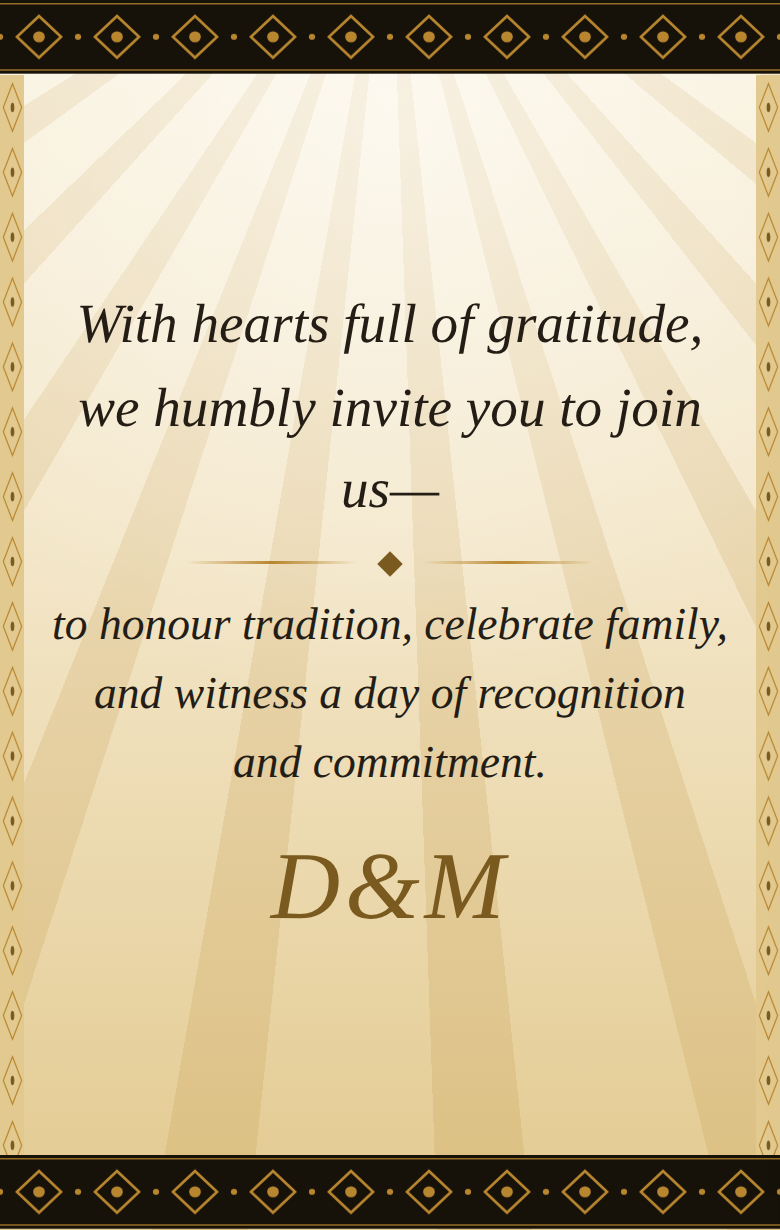 With hearts full of gratitude,
we humbly invite you to join
us—
to honour tradition, celebrate family,
and witness a day of recognition
and commitment.
D&M